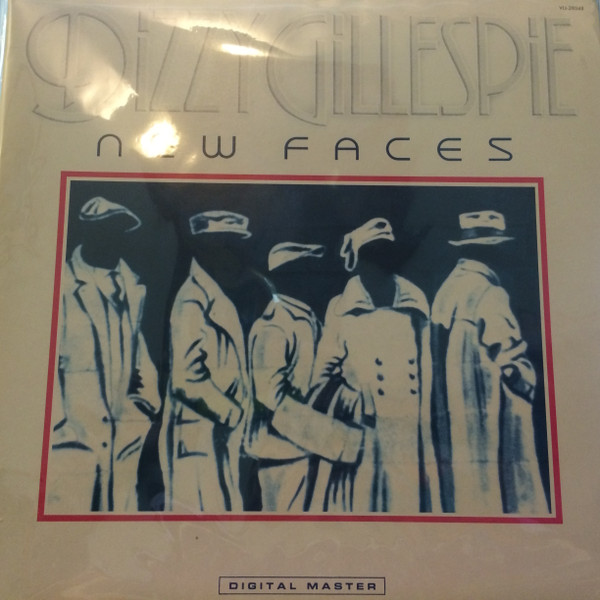 DIZZY GILLESPIE
NEW FACES
DIGITAL MASTER